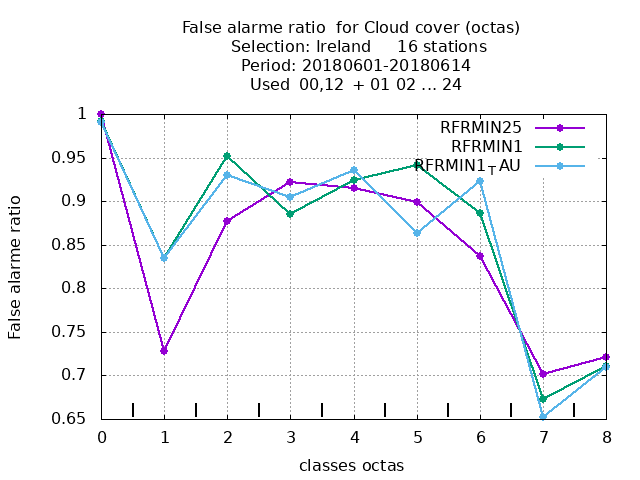 False alarme ratio  for Cloud cover (octas)
Selection: Ireland     16 stations
Period: 20180601-20180614
Used  00,12  + 01 02 ... 24
RFRMIN25
RFRMIN1
RFRMIN1┬AU
False alarme ratio
1
0.95
0.9
0.85
0.8
0.75
0.7
0.65
0 1 2 3 4 5 6 7 8
classes octas